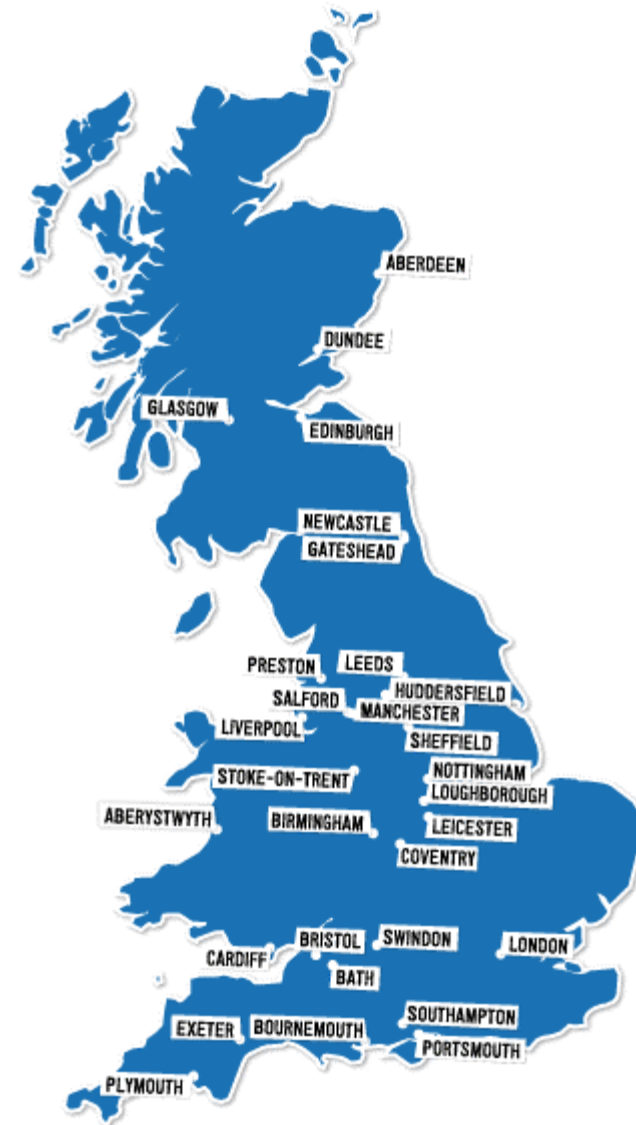 ABERDEEN
DUNDEE
GLASGOW
EDINBURGH
NEWCASTLE
GATESHEAD
PRESTON
LEEDS
SALFORD
HUDDERSFIELD
MANCHESTER
LIVERPOOL
SHEFFIELD
STOKE-ON-TRENT
NOTTINGHAM
LOUGHBOROUGH
ABERYSTWYTH
BIRMINGHAM
LEICESTER
COVENTRY
CARDIFF
BRISTOL
SWINDON
LONDON
BATH
EXETER
BOURNEMOUTH
SOUTHAMPTON
PORTSMOUTH
PLYMOUTH